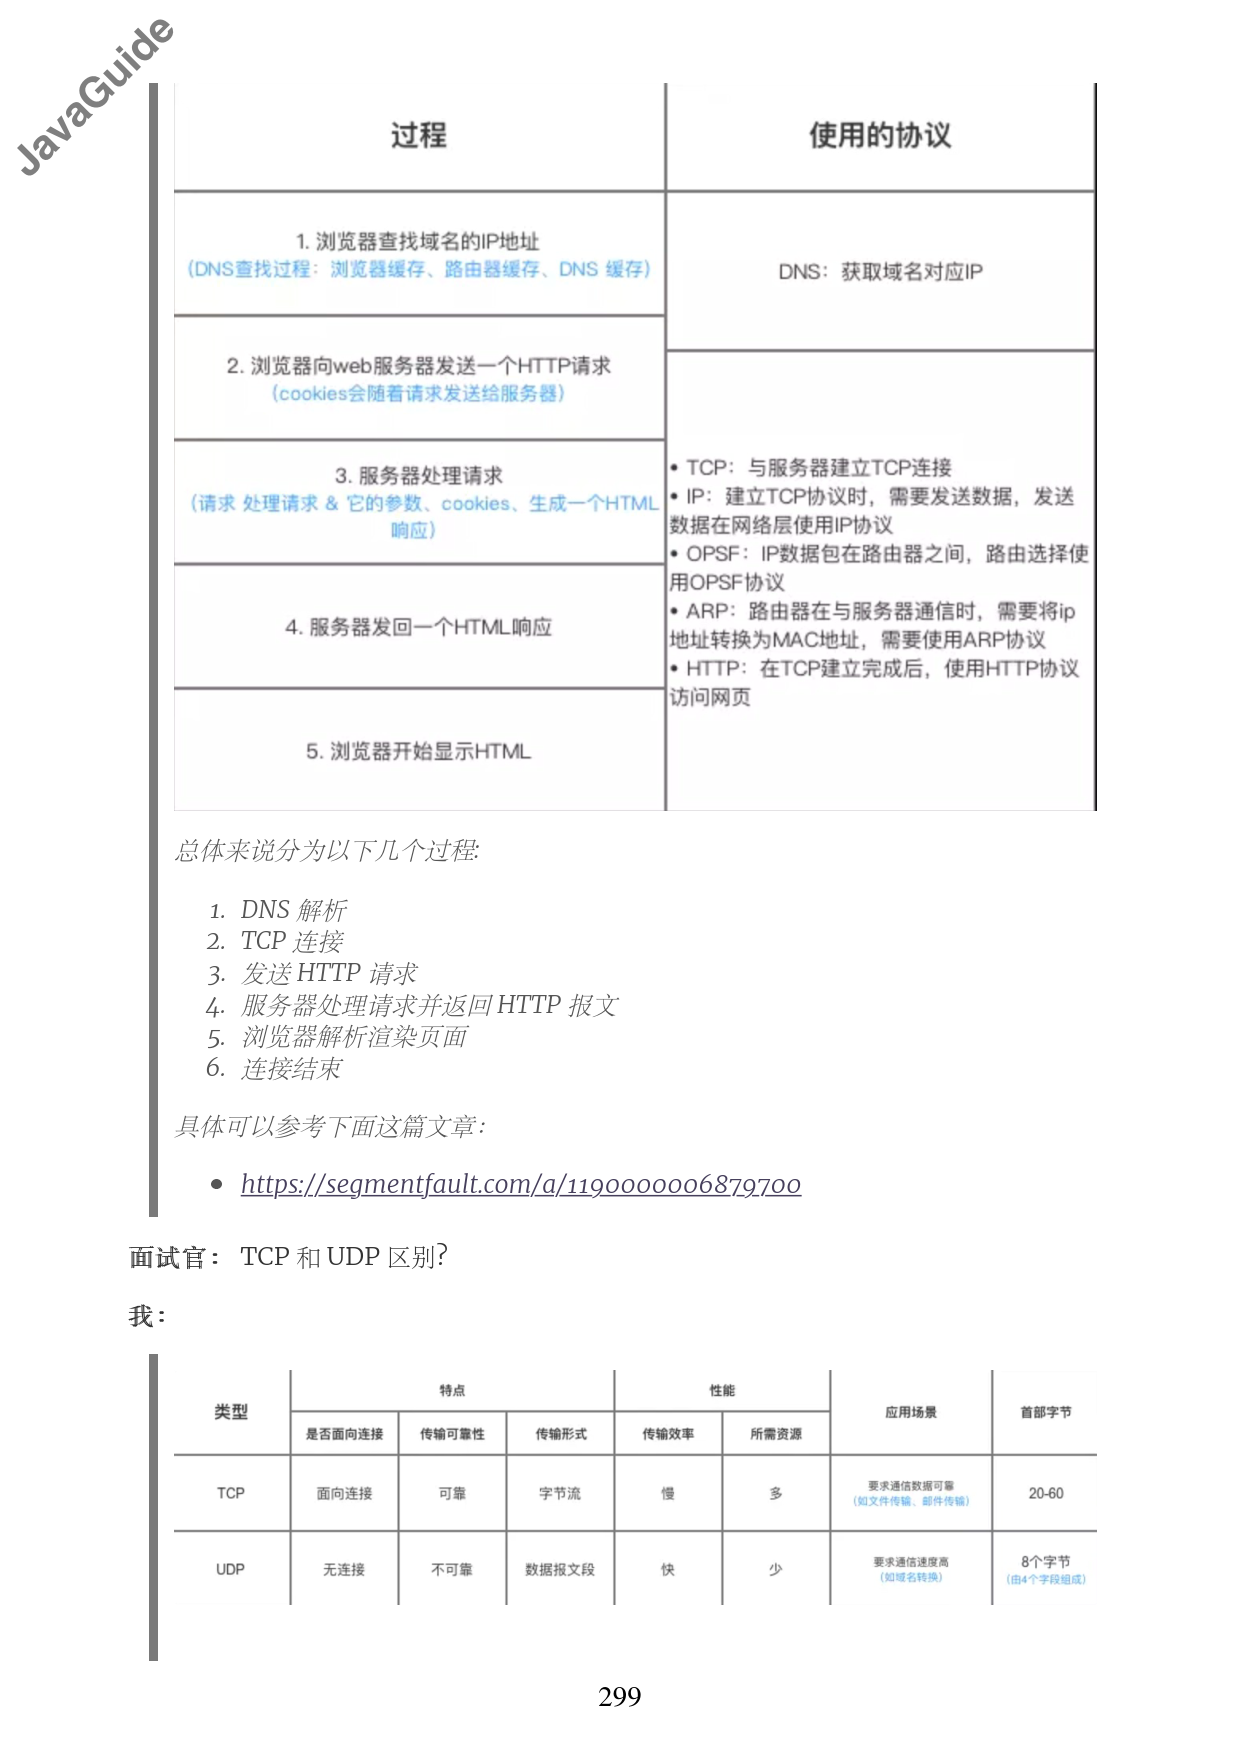 JavaGuide
过程
使用的协议
1. 浏览器查找域名的IP地址
（DNS查找过程：浏览器缓存、路由器缓存、DNS 缓存）
DNS：获取域名对应IP
2. 浏览器向web服务器发送一个HTTP请求
（cookies会随着请求发送给服务器）
3. 服务器处理请求
（请求 处理请求 & 它的参数、cookies、生成一个HTML
响应）
4. 服务器发回一个HTML响应
5. 浏览器开始显示HTML
• TCP：与服务器建立TCP连接
• IP：建立TCP协议时，需要发送数据，发送
数据在网络层使用IP协议
• OPSF：IP数据包在路由器之间，路由选择使
用OPSF协议
• ARP：路由器在与服务器通信时，需要将ip
地址转换为MAC地址，需要使用ARP协议
• HTTP：在TCP建立完成后，使用HTTP协议
访问网页
总体来说分为以下几个过程:
1. DNS 解析
2. TCP 连接
3. 发送 HTTP 请求
4. 服务器处理请求并返回 HTTP 报文
5. 浏览器解析渲染页面
6. 连接结束
具体可以参考下面这篇文章：
• https://segmentfault.com/a/1190000006879700
面试官： TCP 和 UDP 区别?
我：
类型 特点 性能 应用场景 首部字节
是否面向连接 传输可靠性 传输形式 传输效率 所需资源
TCP 面向连接 可靠 字节流 慢 多 要求通信数据可靠 20-60
（如文件传输、邮件传输）
UDP 无连接 不可靠 数据报文段 快 少 要求通信速度高 8个字节
（如域名转换） （由4个字段组成）
299